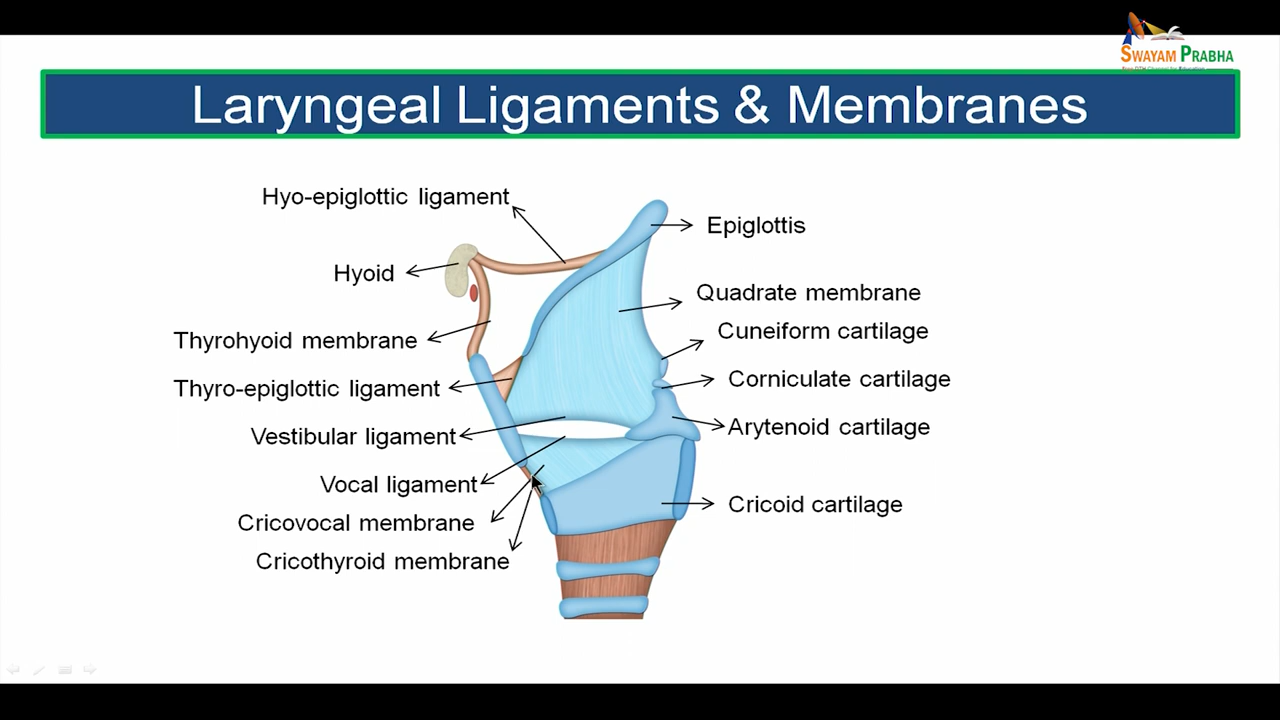 SWAYAM PRABHA
Laryngeal Ligaments & Membranes
Hyo-epiglottic ligament
Epiglottis
Hyoid
Quadrate membrane
Cuneiform cartilage
Thyrohyoid membrane
Corniculate cartilage
Thyro-epiglottic ligament
Arytenoid cartilage
Vestibular ligament
Vocal ligament
Cricoid cartilage
Cricovocal membrane
Cricothyroid membrane